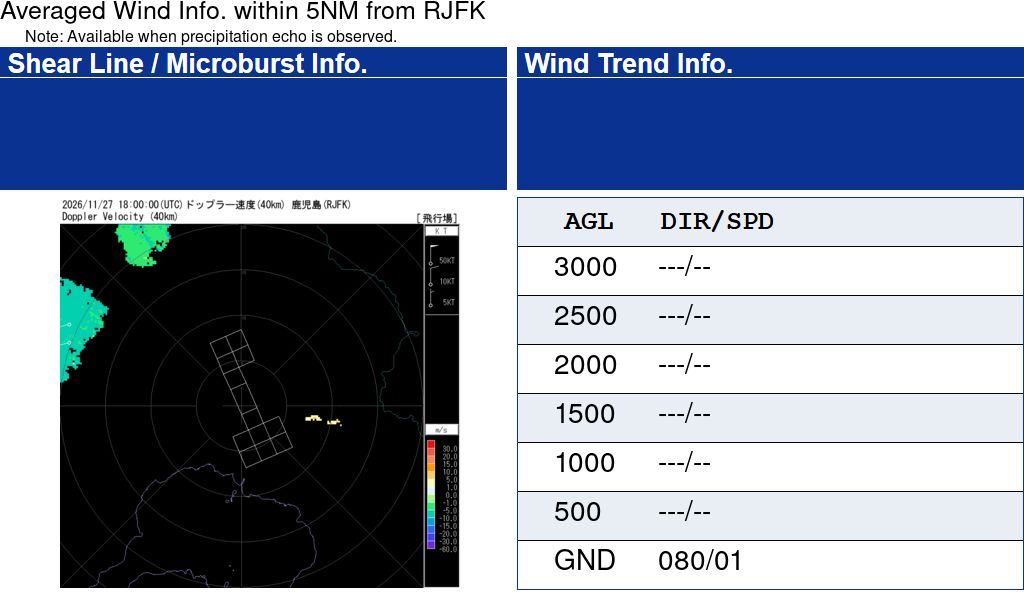 Averaged Wind Info. within 5NM from RJFK
Note: Available when precipitation echo is observed.
Shear Line / Microburst Info.
Wind Trend Info.
2026/11/27 18:00:00(UTC) ドップラー速度(40km) 鹿児島(RJFK)
Doppler Velocity (40km)
[飛行場]
K T
50KT
10KT
5KT
m/s
30.0
20.0
15.0
10.0
5.0
1.0
0.0
-1.0
-5.0
-10.0
-15.0
-20.0
-30.0
-60.0
AGL DIR/SPD
3000 ---/--
2500 ---/--
2000 ---/--
1500 ---/--
1000 ---/--
500 ---/--
GND 080/01